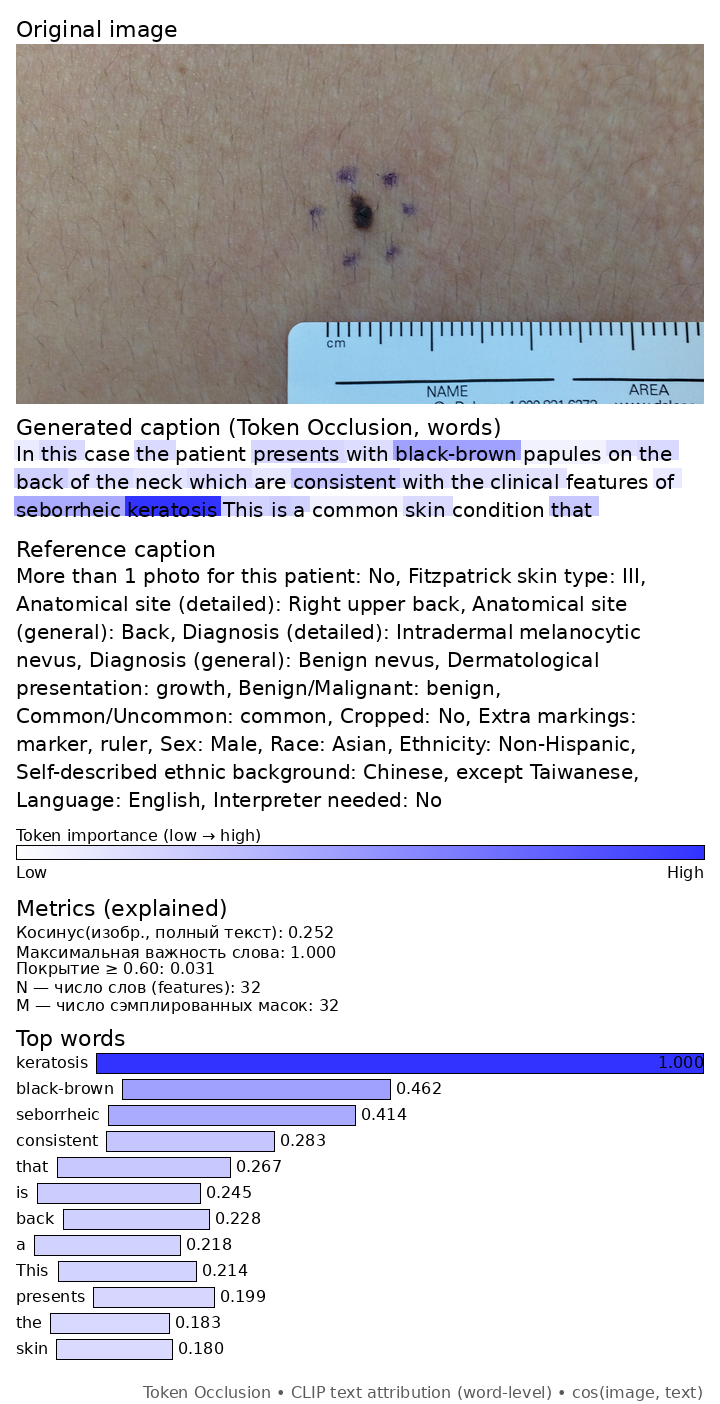 Original image
cm
NAME
AREA
Generated caption (Token Occlusion, words)
In this case the patient presents with black-brown papules on the
back of the neck which are consistent with the clinical features of
seborrheic keratosis This is a common skin condition that
Reference caption
More than 1 photo for this patient: No, Fitzpatrick skin type: III,
Anatomical site (detailed): Right upper back, Anatomical site
(general): Back, Diagnosis (detailed): Intradermal melanocytic
nevus, Diagnosis (general): Benign nevus, Dermatological
presentation: growth, Benign/Malignant: benign,
Common/Uncommon: common, Cropped: No, Extra markings:
marker, ruler, Sex: Male, Race: Asian, Ethnicity: Non-Hispanic,
Self-described ethnic background: Chinese, except Taiwanese,
Language: English, Interpreter needed: No
Token importance (low → high)
Low High
Metrics (explained)
Косинус(изобр., полный текст): 0.252
Максимальная важность слова: 1.000
Покрытие ≥ 0.60: 0.031
N — число слов (features): 32
M — число сэмплированных масок: 32
Top words
keratosis 1.000
black-brown 0.462
seborrheic 0.414
consistent 0.283
that 0.267
is 0.245
back 0.228
a 0.218
This 0.214
presents 0.199
the 0.183
skin 0.180
Token Occlusion • CLIP text attribution (word-level) • cos(image, text)